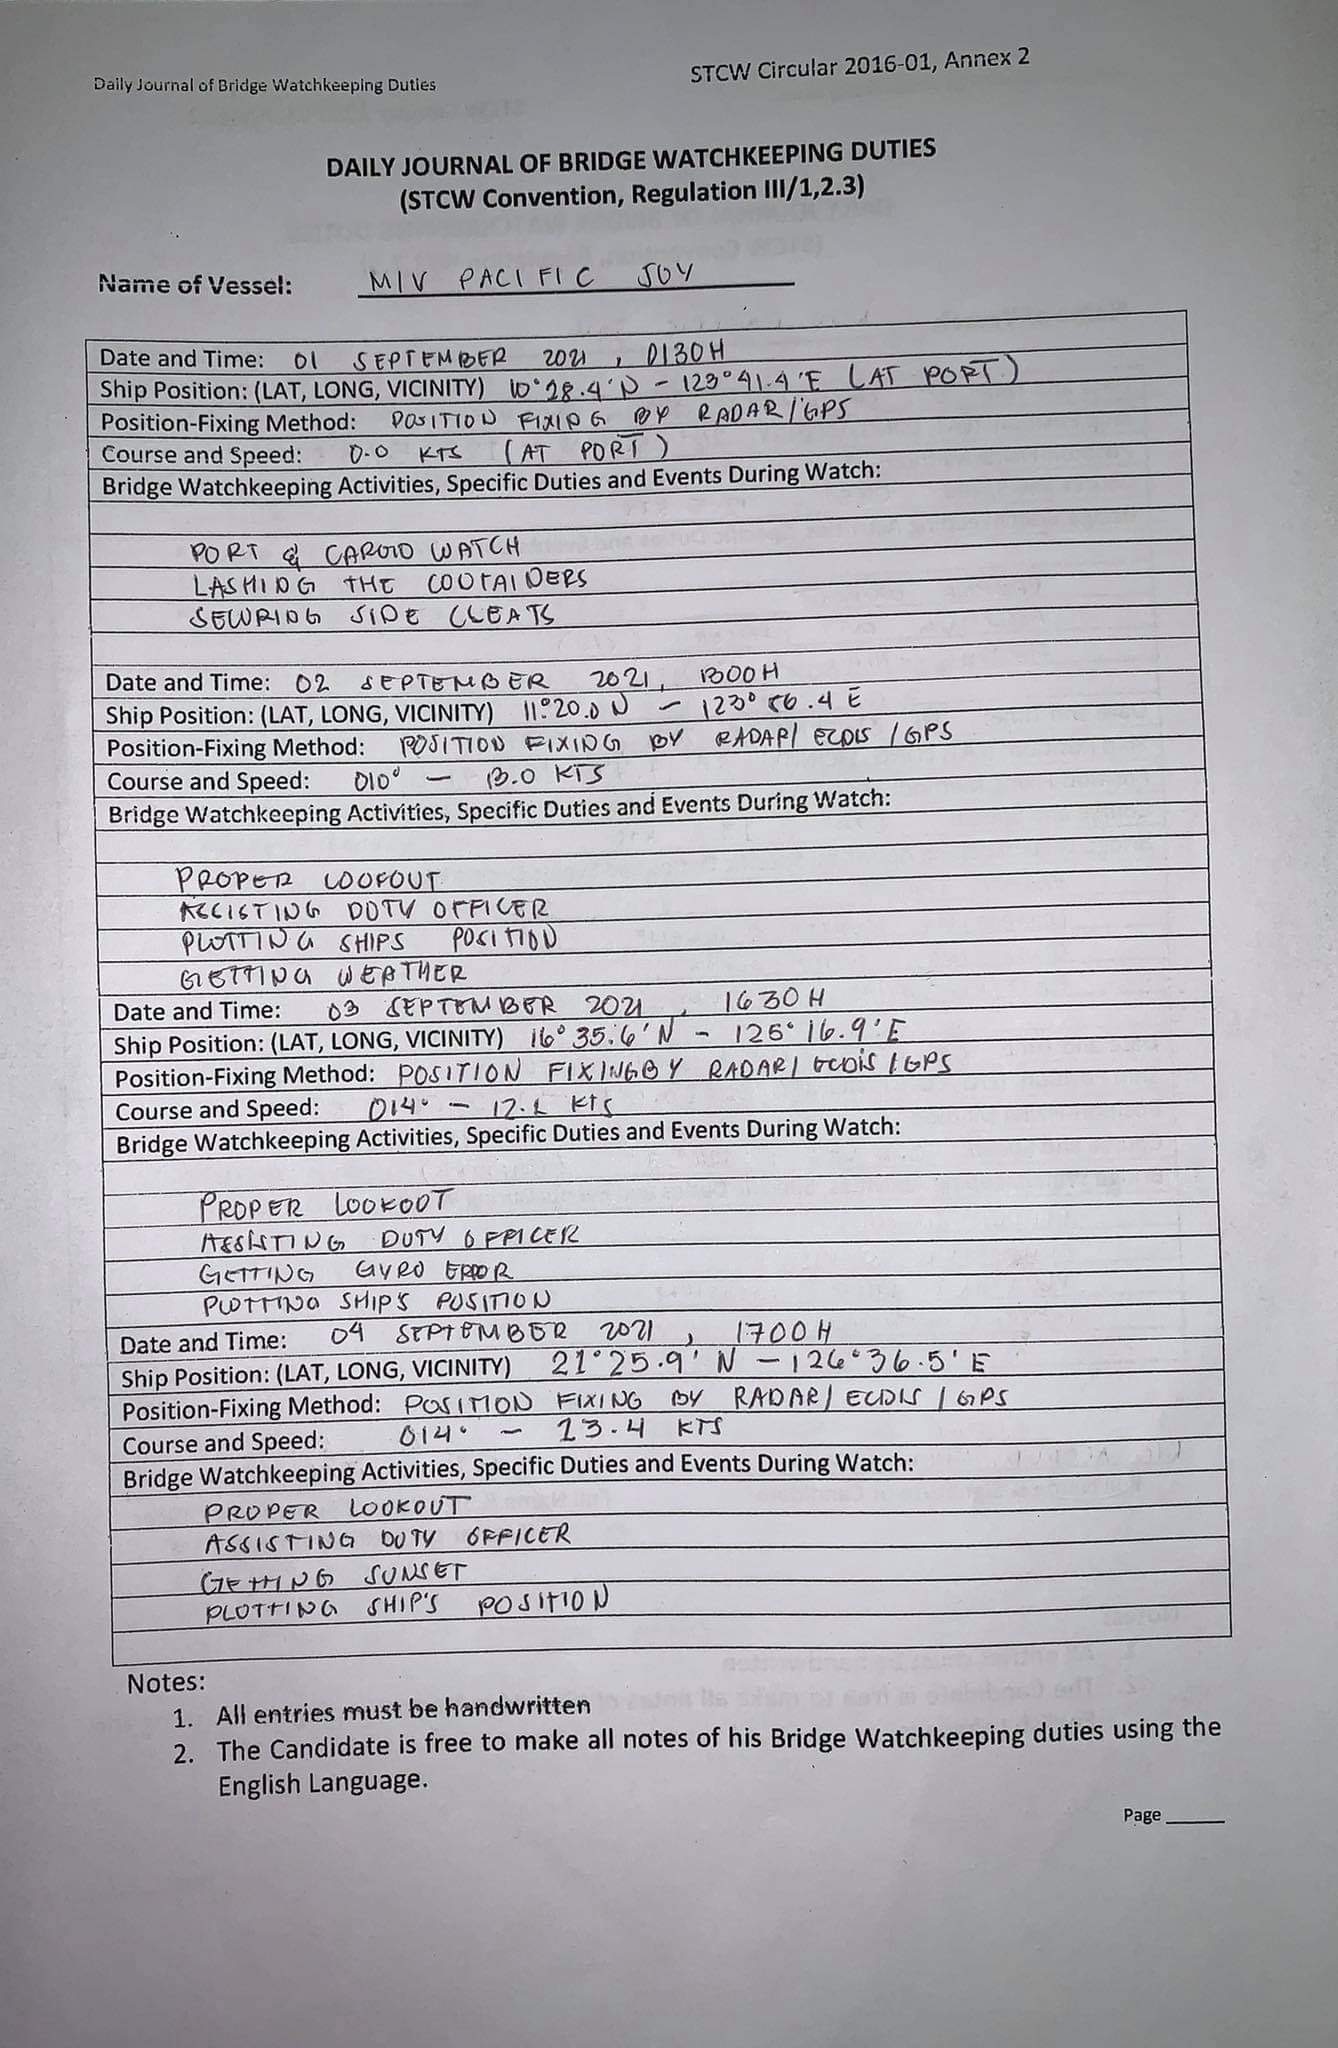 Daily Journal of Bridge Watchkeeping Duties
STCW Circular 2016-01, Annex 2
DAILY JOURNAL OF BRIDGE WATCHKEEPING DUTIES
(STCW Convention, Regulation III/1,2.3)
Name of Vessel: M/V PACIFIC JOY
Date and Time: 01 SEPTEMBER 2021, 0130H
Ship Position: (LAT, LONG, VICINITY) 10°28.4'N - 123°41.4'E (AT PORT)
Position-Fixing Method: POSITION FIXING BY RADAR/GPS
Course and Speed: 0.0 KTS (AT PORT)
Bridge Watchkeeping Activities, Specific Duties and Events During Watch:
PORT & CARGO WATCH
LASHING THE CONTAINERS
SECURING SIDE CLEATS
Date and Time: 02 SEPTEMBER 2021, 1300H
Ship Position: (LAT, LONG, VICINITY) 11°20.0 N - 123° 56.4 E
Position-Fixing Method: POSITION FIXING BY RADAR/ ECDIS /GPS
Course and Speed: 010° - 13.0 KTS
Bridge Watchkeeping Activities, Specific Duties and Events During Watch:
PROPER LOOKOUT
ASSISTING DUTY OFFICER
PLOTTING SHIPS POSITION
GETTING WEATHER
Date and Time: 03 SEPTEMBER 2021, 1630H
Ship Position: (LAT, LONG, VICINITY) 16° 35.6'N - 125° 16.9'E
Position-Fixing Method: POSITION FIXING BY RADAR/ ECDIS /GPS
Course and Speed: 014° - KTS
Bridge Watchkeeping Activities, Specific Duties and Events During Watch:
PROPER LOOKOUT
ASSISTING DUTY OFFICER
GETTING GYRO ERROR
PLOTTING SHIP'S POSITION
Date and Time: 04 SEPTEMBER 2021, 1700H
Ship Position: (LAT, LONG, VICINITY) 21°25.9' N - 126°36.5' E
Position-Fixing Method: POSITION FIXING BY RADAR/ ECDIS /GPS
Course and Speed: 014° - 13.4 KTS
Bridge Watchkeeping Activities, Specific Duties and Events During Watch:
PROPER LOOKOUT
ASSISTING DUTY OFFICER
GETTING SUNSET
PLOTTING SHIP'S POSITION
Notes:
1. All entries must be handwritten
2. The Candidate is free to make all notes of his Bridge Watchkeeping duties using the
English Language.
Page